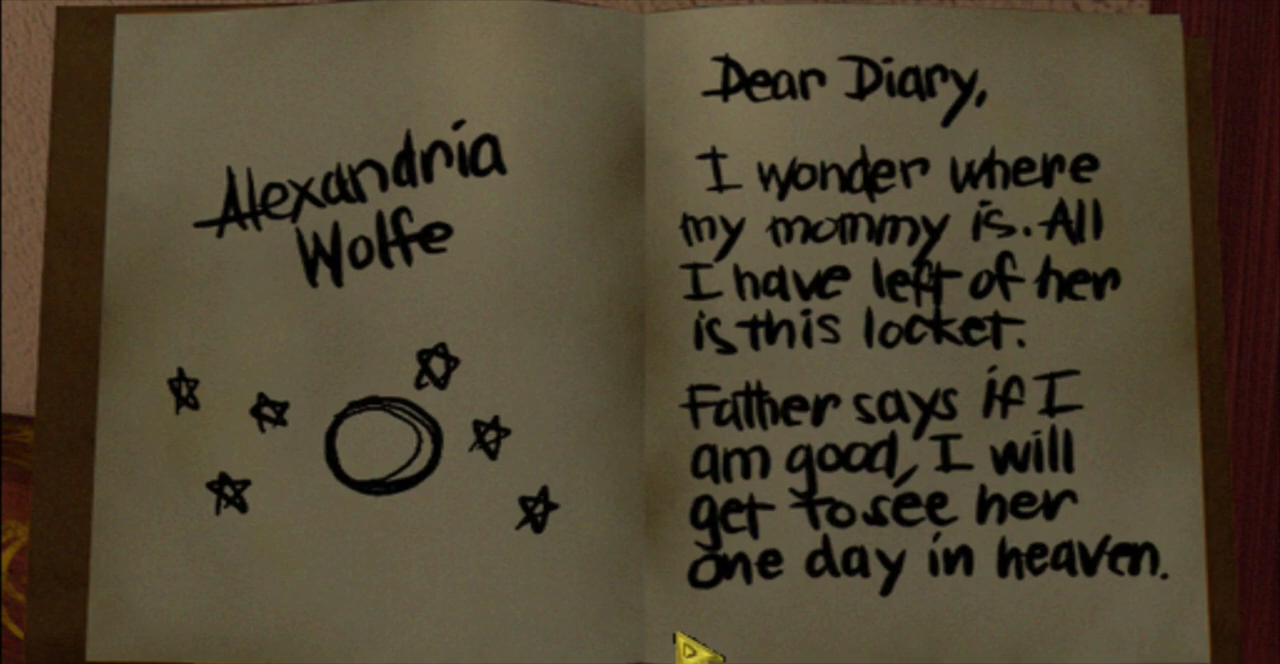 Alexandria
Wolfe
Dear Diary,
I wonder where
my mommy is. All
I have left of her
is this locket.
Father says if I
am good, I will
get to see her
one day in heaven.